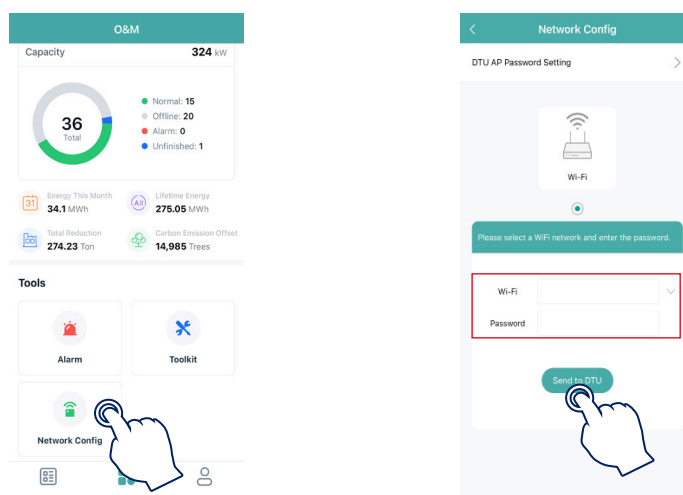 O&M
Capacity 324 kW
36
Total
Normal: 15
Offline: 20
Alarm: 0
Unfinished: 1
31
Energy This Month
34.1 MWh
All
Lifetime Energy
275.05 MWh
Total Reduction
274.23 Ton
Carbon Emission Offset
14,985 Trees
Tools
Alarm
Toolkit
Network Config
Network Config
DTU AP Password Setting
Wi-Fi
Please select a WiFi network and enter the password.
Wi-Fi
Password
Send to DTU